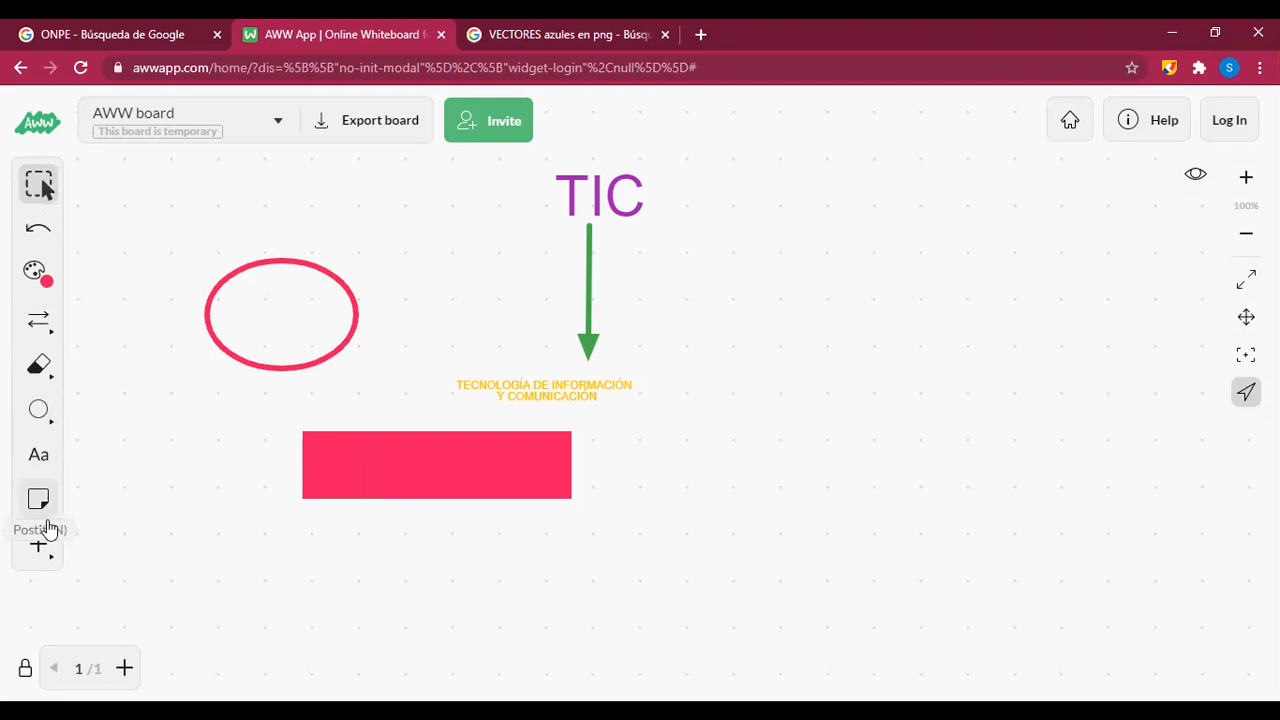 ONPE - Búsqueda de Google
AWW App | Online Whiteboard f
VECTORES azules en png - Búsqu
awwapp.com/home/?dis=%5B%5B"no-init-modal"%5D%2C%5B"widget-login"%2Cnull%5D%5D#
S
AWW
AWW board
This board is temporary
Export board
Invite
Help
Log In
100%
TIC
TECNOLOGÍA DE INFORMACIÓN
Y COMUNICACIÓN
Aa
1 /1